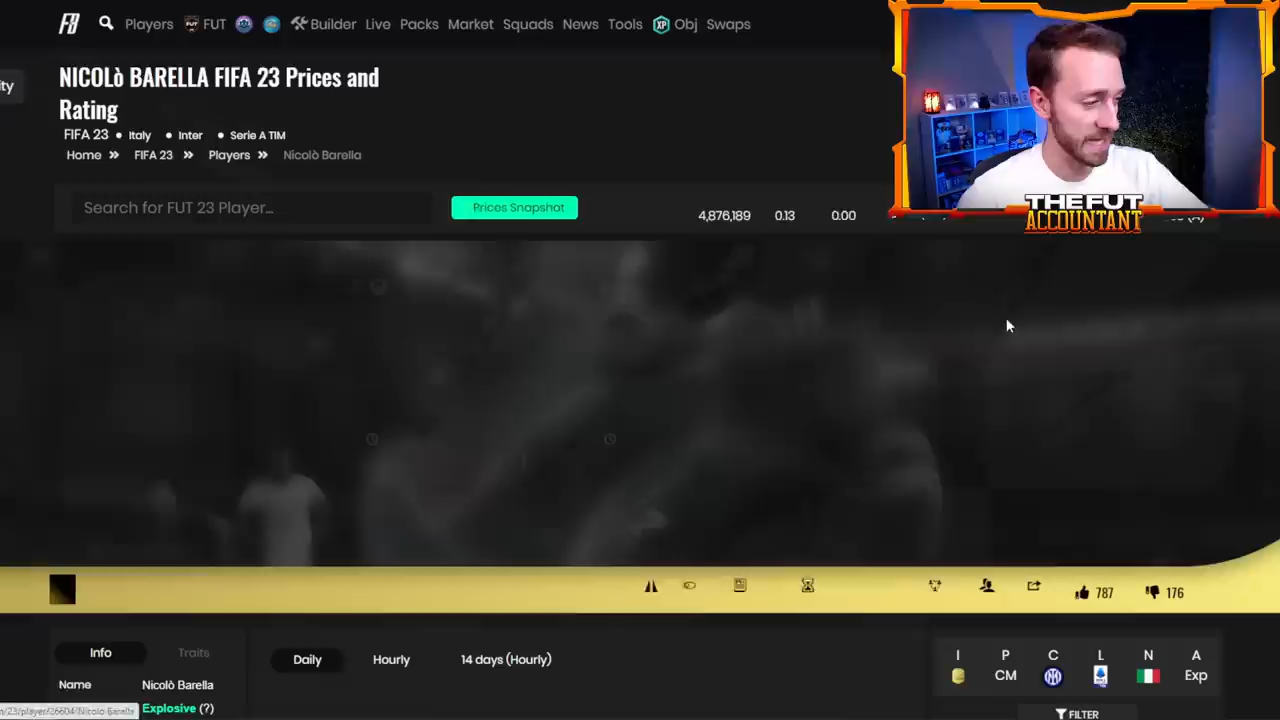 F8 Players FUT Builder Live Packs Market Squads News Tools XP Obj Swaps
ity
NICOLò BARELLA FIFA 23 Prices and
Rating
FIFA 23 • Italy • Inter • Serie A TIM
Home » FIFA 23 » Players » Nicolò Barella
Search for FUT 23 Player...
Prices Snapshot
4,876,189 0.13 0.00
THE FUT
ACCOUNTANT
787 176
Info Traits
Daily Hourly 14 days (Hourly)
I P C L N A
CM Exp
Name Nicolò Barella
Explosive (?)
FILTER